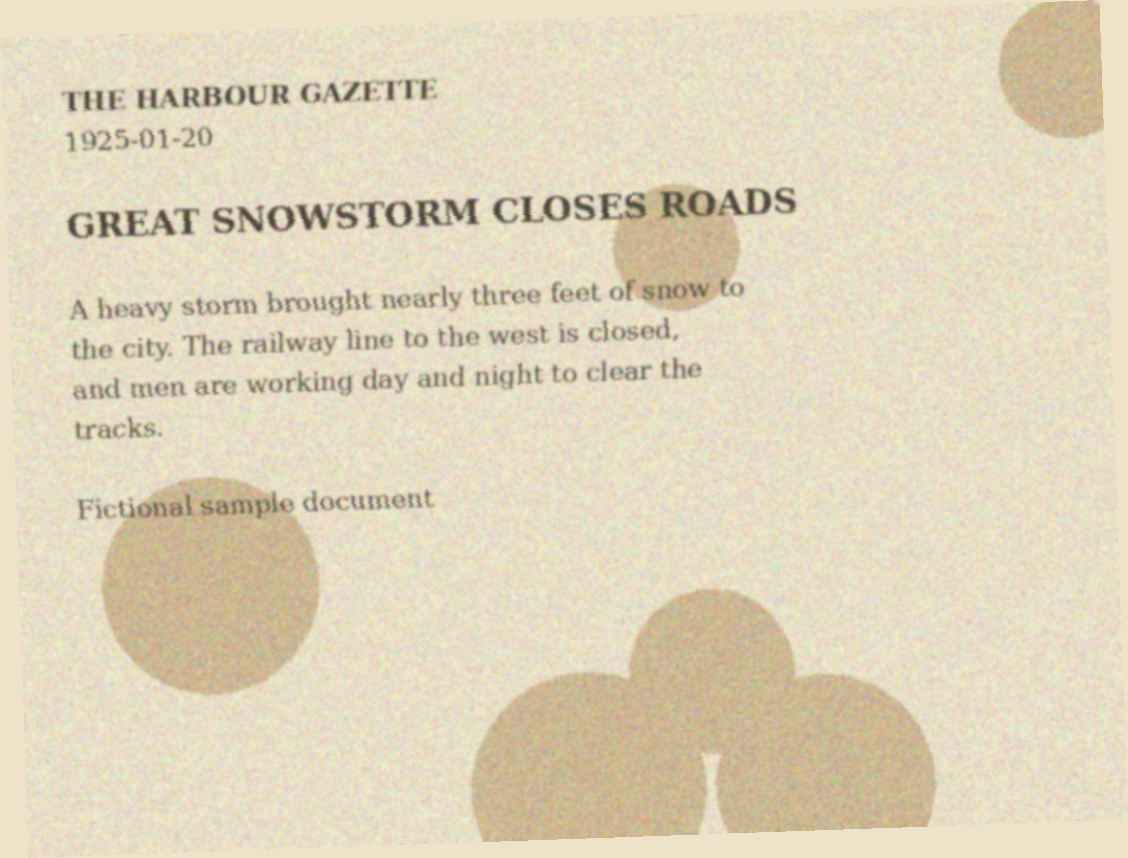 THE HARBOUR GAZETTE
1925-01-20
GREAT SNOWSTORM CLOSES ROADS
A heavy storm brought nearly three feet of snow to
the city. The railway line to the west is closed,
and men are working day and night to clear the
tracks.
Fictional sample document